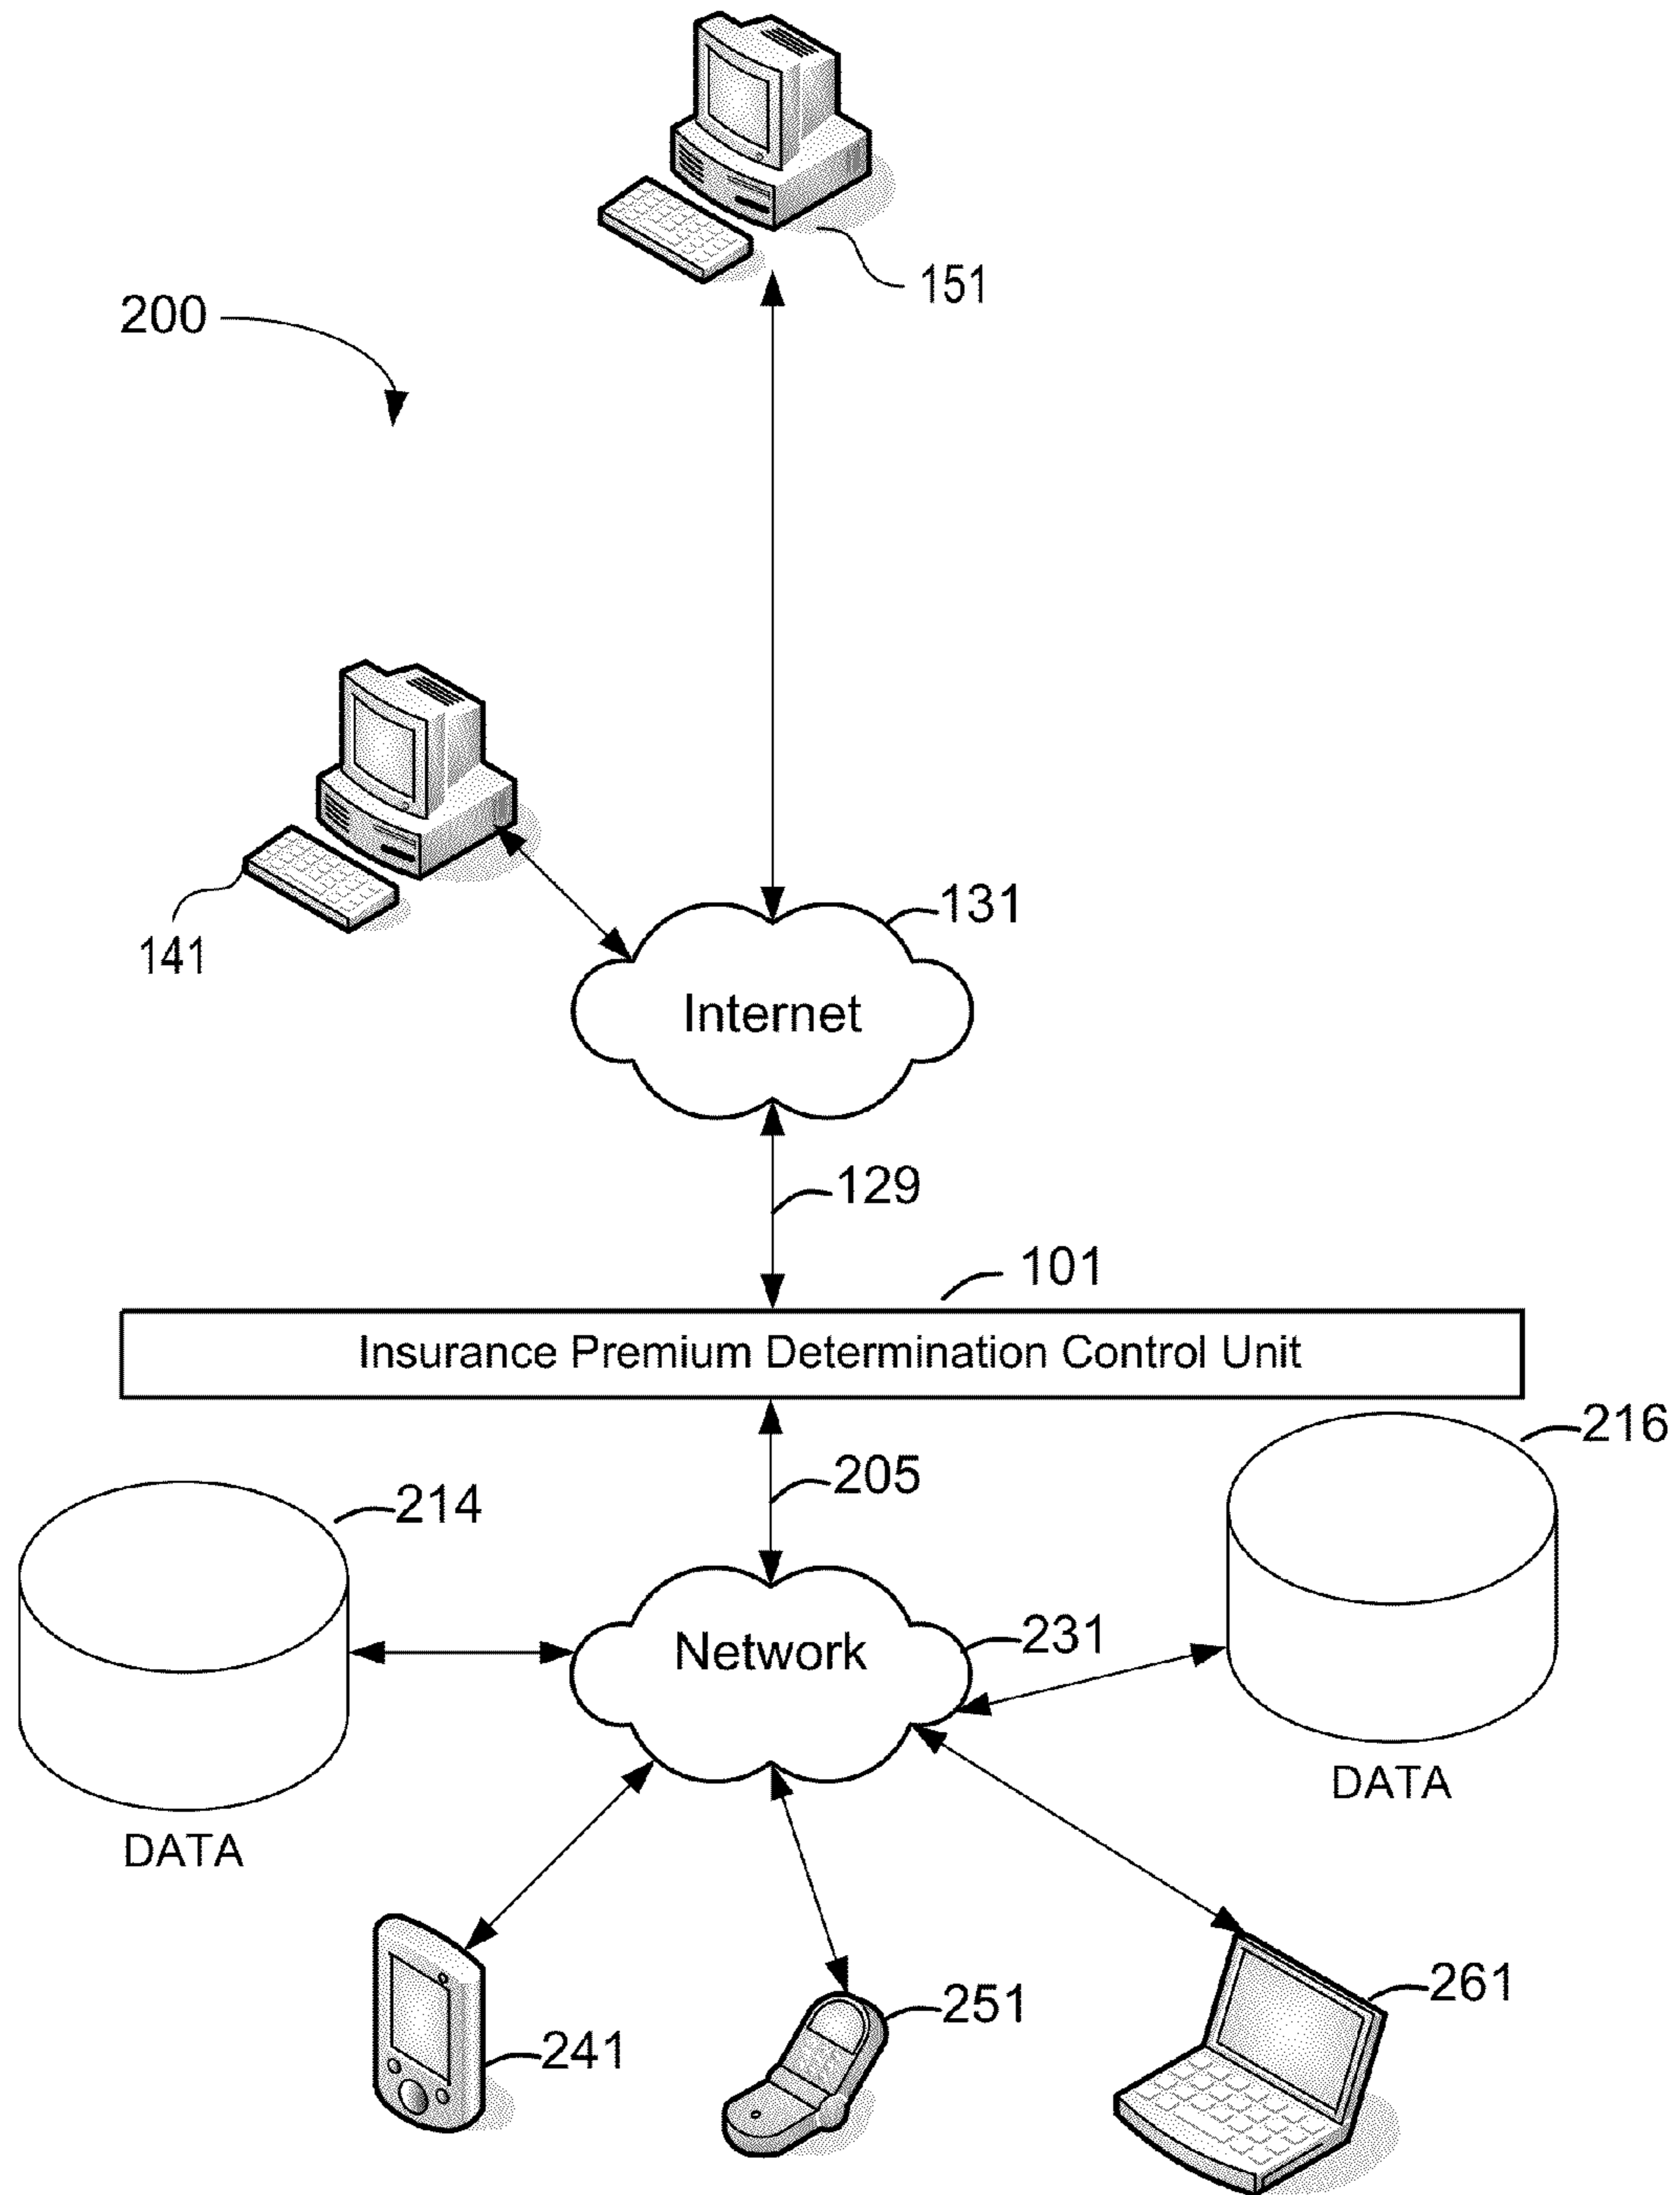 151
200
131
141
Internet
129
101
Insurance Premium Determination Control Unit
216
205
214
231
Network
DATA
DATA
261
251
241